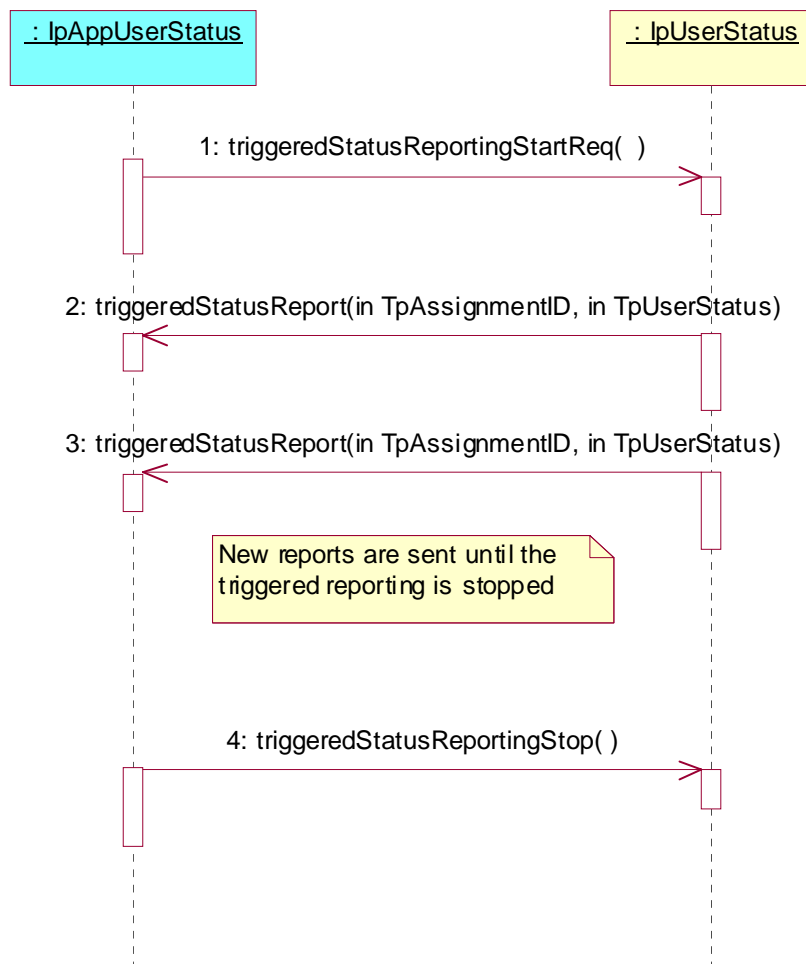 : IpAppUserStatus
: IpUserStatus
1: triggeredStatusReportingStartReq( )
2: triggeredStatusReport(in TpAssignmentID, in TpUserStatus)
3: triggeredStatusReport(in TpAssignmentID, in TpUserStatus)
New reports are sent until the
triggered reporting is stopped
4: triggeredStatusReportingStop( )